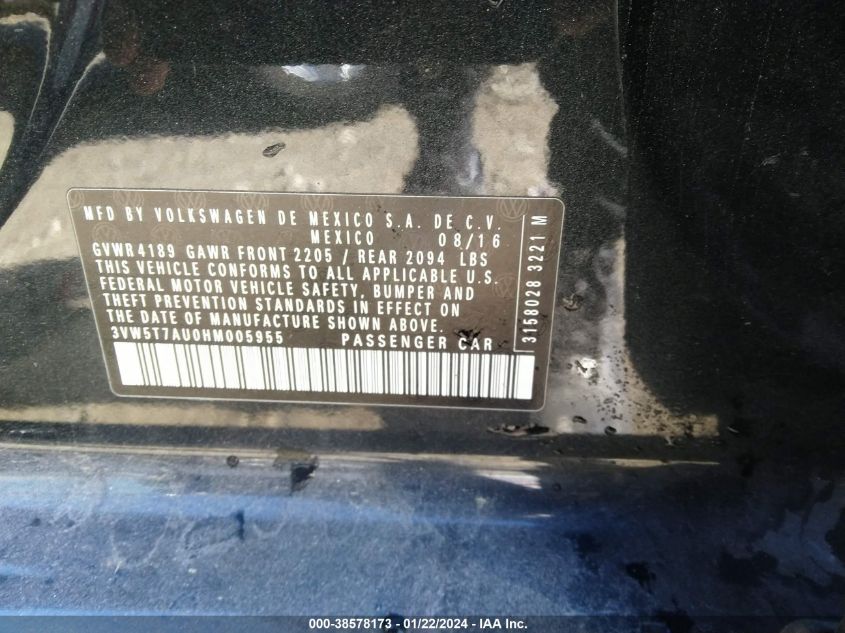 MFD BY VOLKSWAGEN DE MEXICO S.A. DE C.V.
MEXICO 08/16
GVWR4189 GAWR FRONT 2205 / REAR 2094 LBS
THIS VEHICLE CONFORMS TO ALL APPLICABLE U.S.
FEDERAL MOTOR VEHICLE SAFETY, BUMPER AND
THEFT PREVENTION STANDARDS IN EFFECT ON
THE DATE OF MANUFACTURE SHOWN ABOVE.
3VW5T7AU0HM005955 PASSENGER CAR
3158028 3221 M
000-38578173 - 01/22/2024 - IAA Inc.